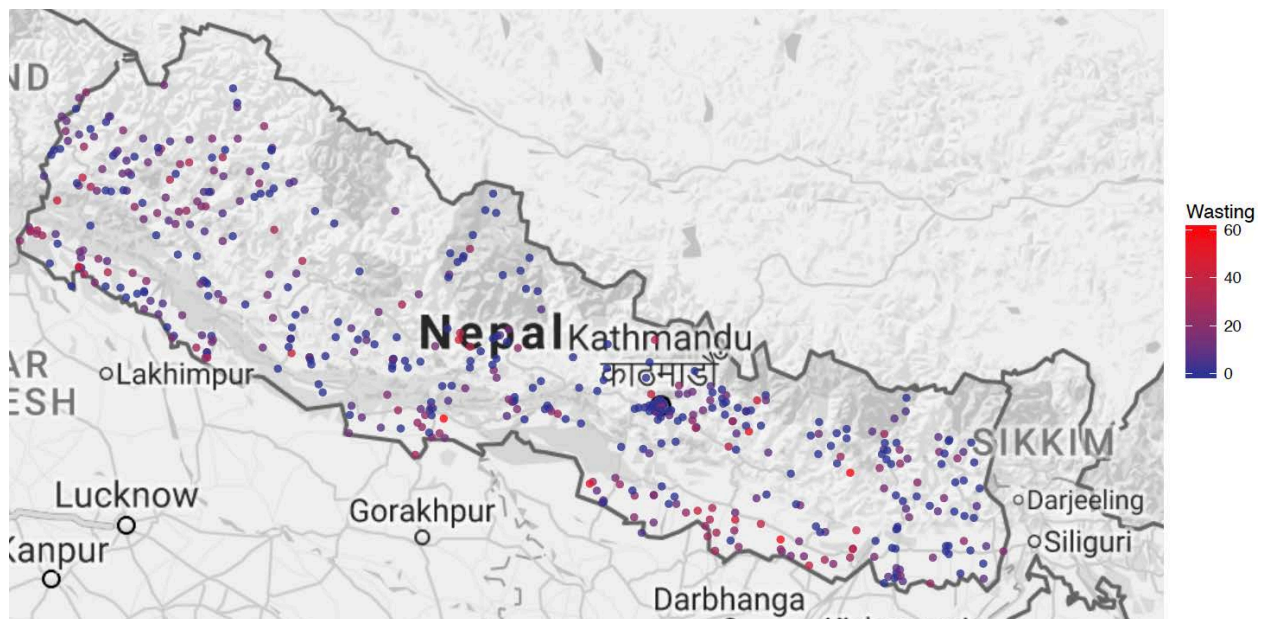 ND
Nepal
Kathmandu
काठमाडौं
AR
ESH
Lakhimpur
SIKKIM
Lucknow
Gorakhpur
Darjeeling
Kanpur
Siliguri
Darbhanga
Wasting
60
40
20
0